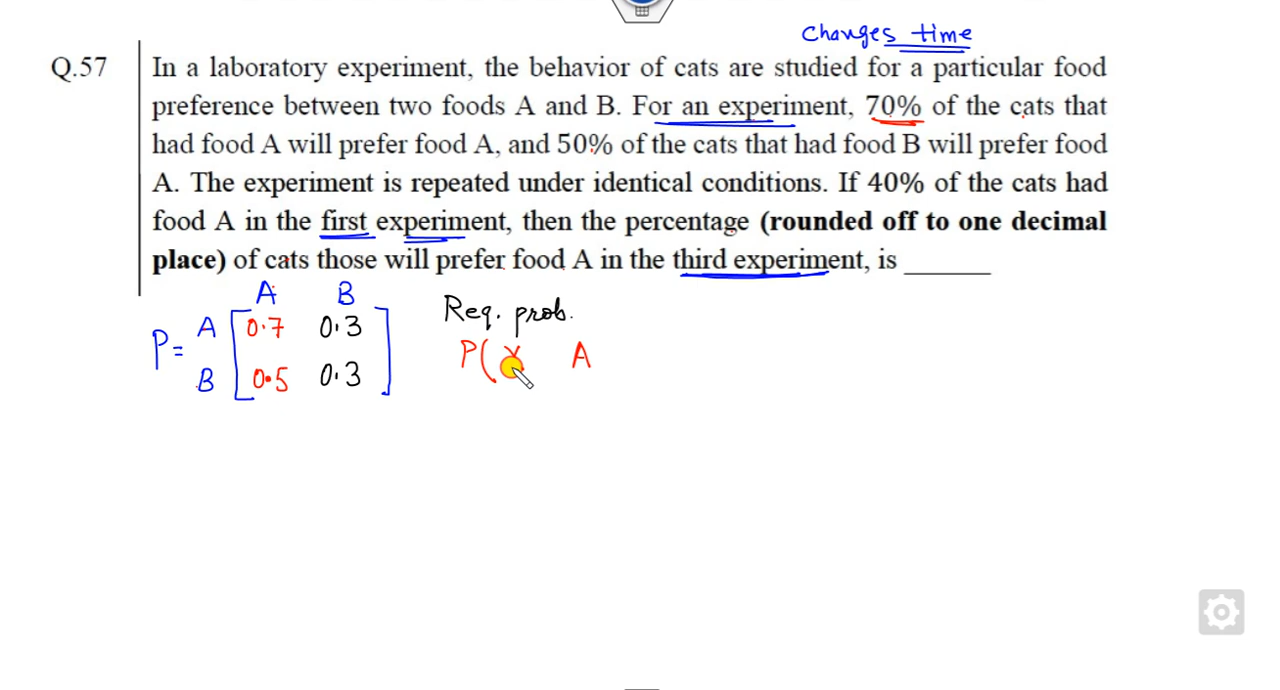 changes time
Q.57 In a laboratory experiment, the behavior of cats are studied for a particular food
preference between two foods A and B. For an experiment, 70% of the cats that
had food A will prefer food A, and 50% of the cats that had food B will prefer food
A. The experiment is repeated under identical conditions. If 40% of the cats had
food A in the first experiment, then the percentage (rounded off to one decimal
place) of cats those will prefer food A in the third experiment, is ______
A B
P= A [0.7 0.3]
B [0.5 0.3]
Req. prob.
P( A